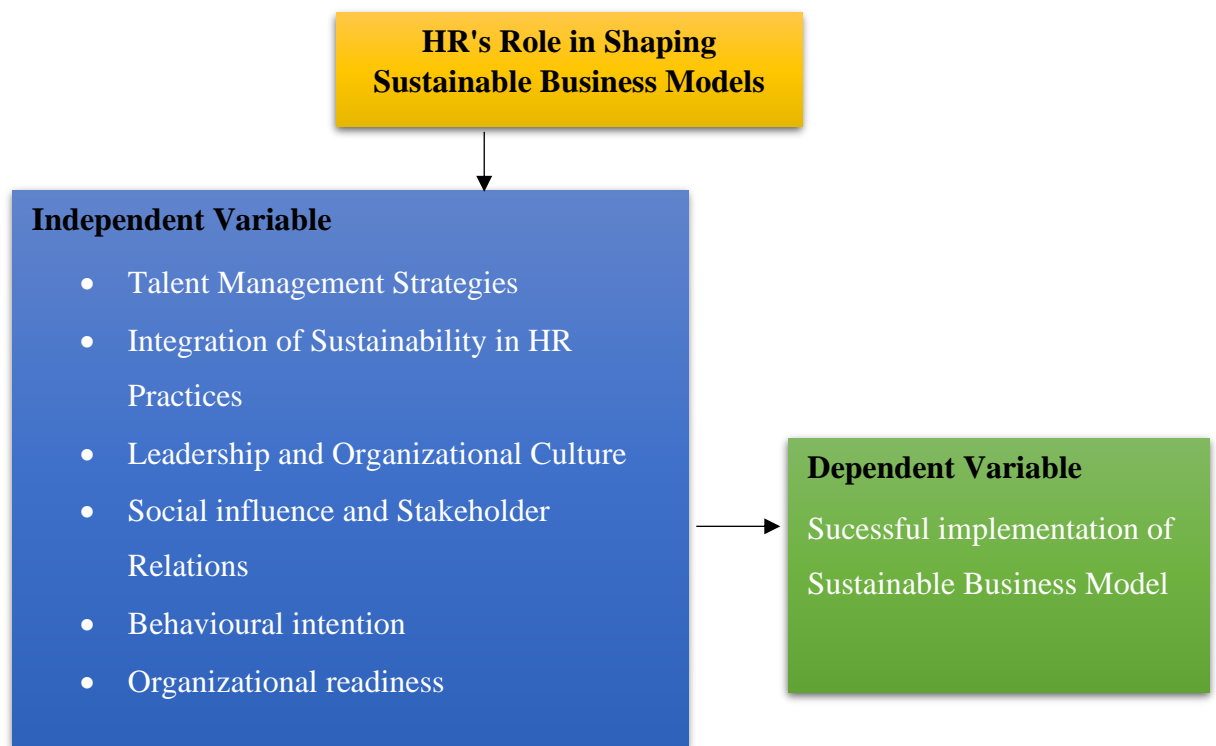 HR's Role in Shaping
Sustainable Business Models
Independent Variable
• Talent Management Strategies
• Integration of Sustainability in HR
Practices
• Leadership and Organizational Culture
• Social influence and Stakeholder
Relations
• Behavioural intention
• Organizational readiness
Dependent Variable
Sucessful implementation of
Sustainable Business Model